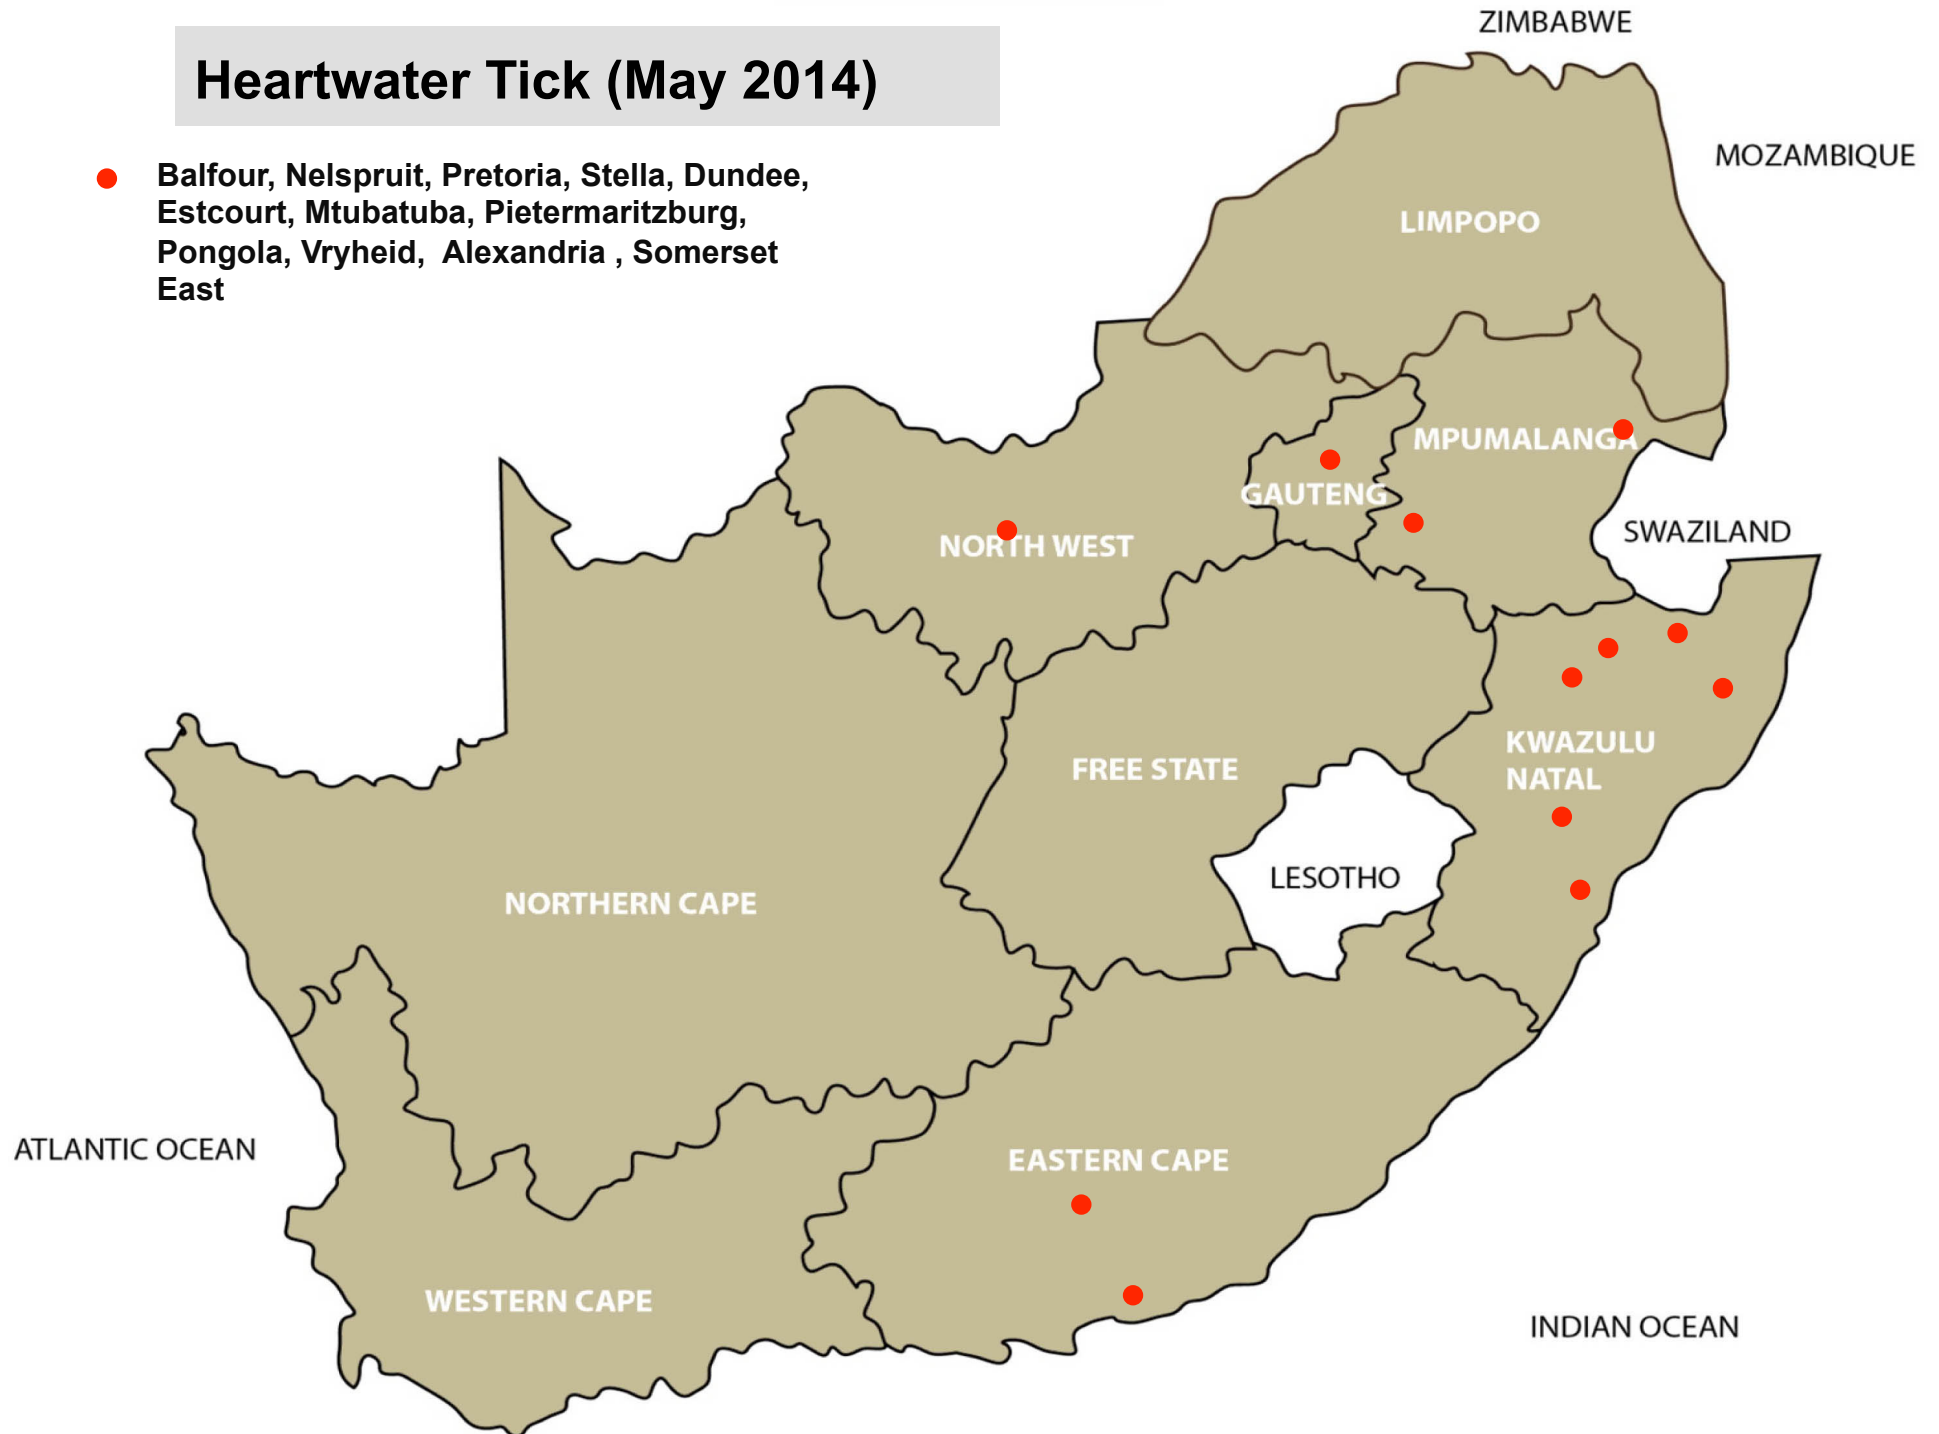 Heartwater Tick (May 2014)
Balfour, Nelspruit, Pretoria, Stella, Dundee,
Estcourt, Mtubatuba, Pietermaritzburg,
Pongola, Vryheid,  Alexandria , Somerset
East
ZIMBABWE
MOZAMBIQUE
LIMPOPO
MPUMALANGA
GAUTENG
NORTH WEST
SWAZILAND
KWAZULU
NATAL
FREE STATE
LESOTHO
NORTHERN CAPE
ATLANTIC OCEAN
EASTERN CAPE
WESTERN CAPE
INDIAN OCEAN